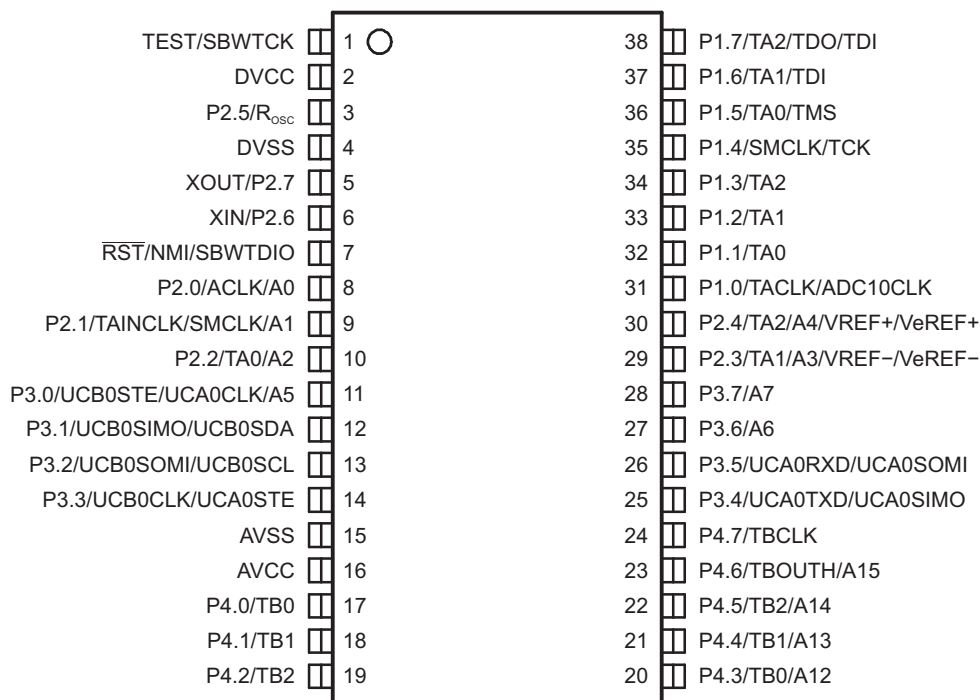 TEST/SBWTCK 1 38 P1.7/TA2/TDO/TDI
DVCC 2 37 P1.6/TA1/TDI
P2.5/ROSC 3 36 P1.5/TA0/TMS
DVSS 4 35 P1.4/SMCLK/TCK
XOUT/P2.7 5 34 P1.3/TA2
XIN/P2.6 6 33 P1.2/TA1
RST/NMI/SBWTDIO 7 32 P1.1/TA0
P2.0/ACLK/A0 8 31 P1.0/TACLK/ADC10CLK
P2.1/TAINCLK/SMCLK/A1 9 30 P2.4/TA2/A4/VREF+/VeREF+
P2.2/TA0/A2 10 29 P2.3/TA1/A3/VREF−/VeREF−
P3.0/UCB0STE/UCA0CLK/A5 11 28 P3.7/A7
P3.1/UCB0SIMO/UCB0SDA 12 27 P3.6/A6
P3.2/UCB0SOMI/UCB0SCL 13 26 P3.5/UCA0RXD/UCA0SOMI
P3.3/UCB0CLK/UCA0STE 14 25 P3.4/UCA0TXD/UCA0SIMO
AVSS 15 24 P4.7/TBCLK
AVCC 16 23 P4.6/TBOUTH/A15
P4.0/TB0 17 22 P4.5/TB2/A14
P4.1/TB1 18 21 P4.4/TB1/A13
P4.2/TB2 19 20 P4.3/TB0/A12